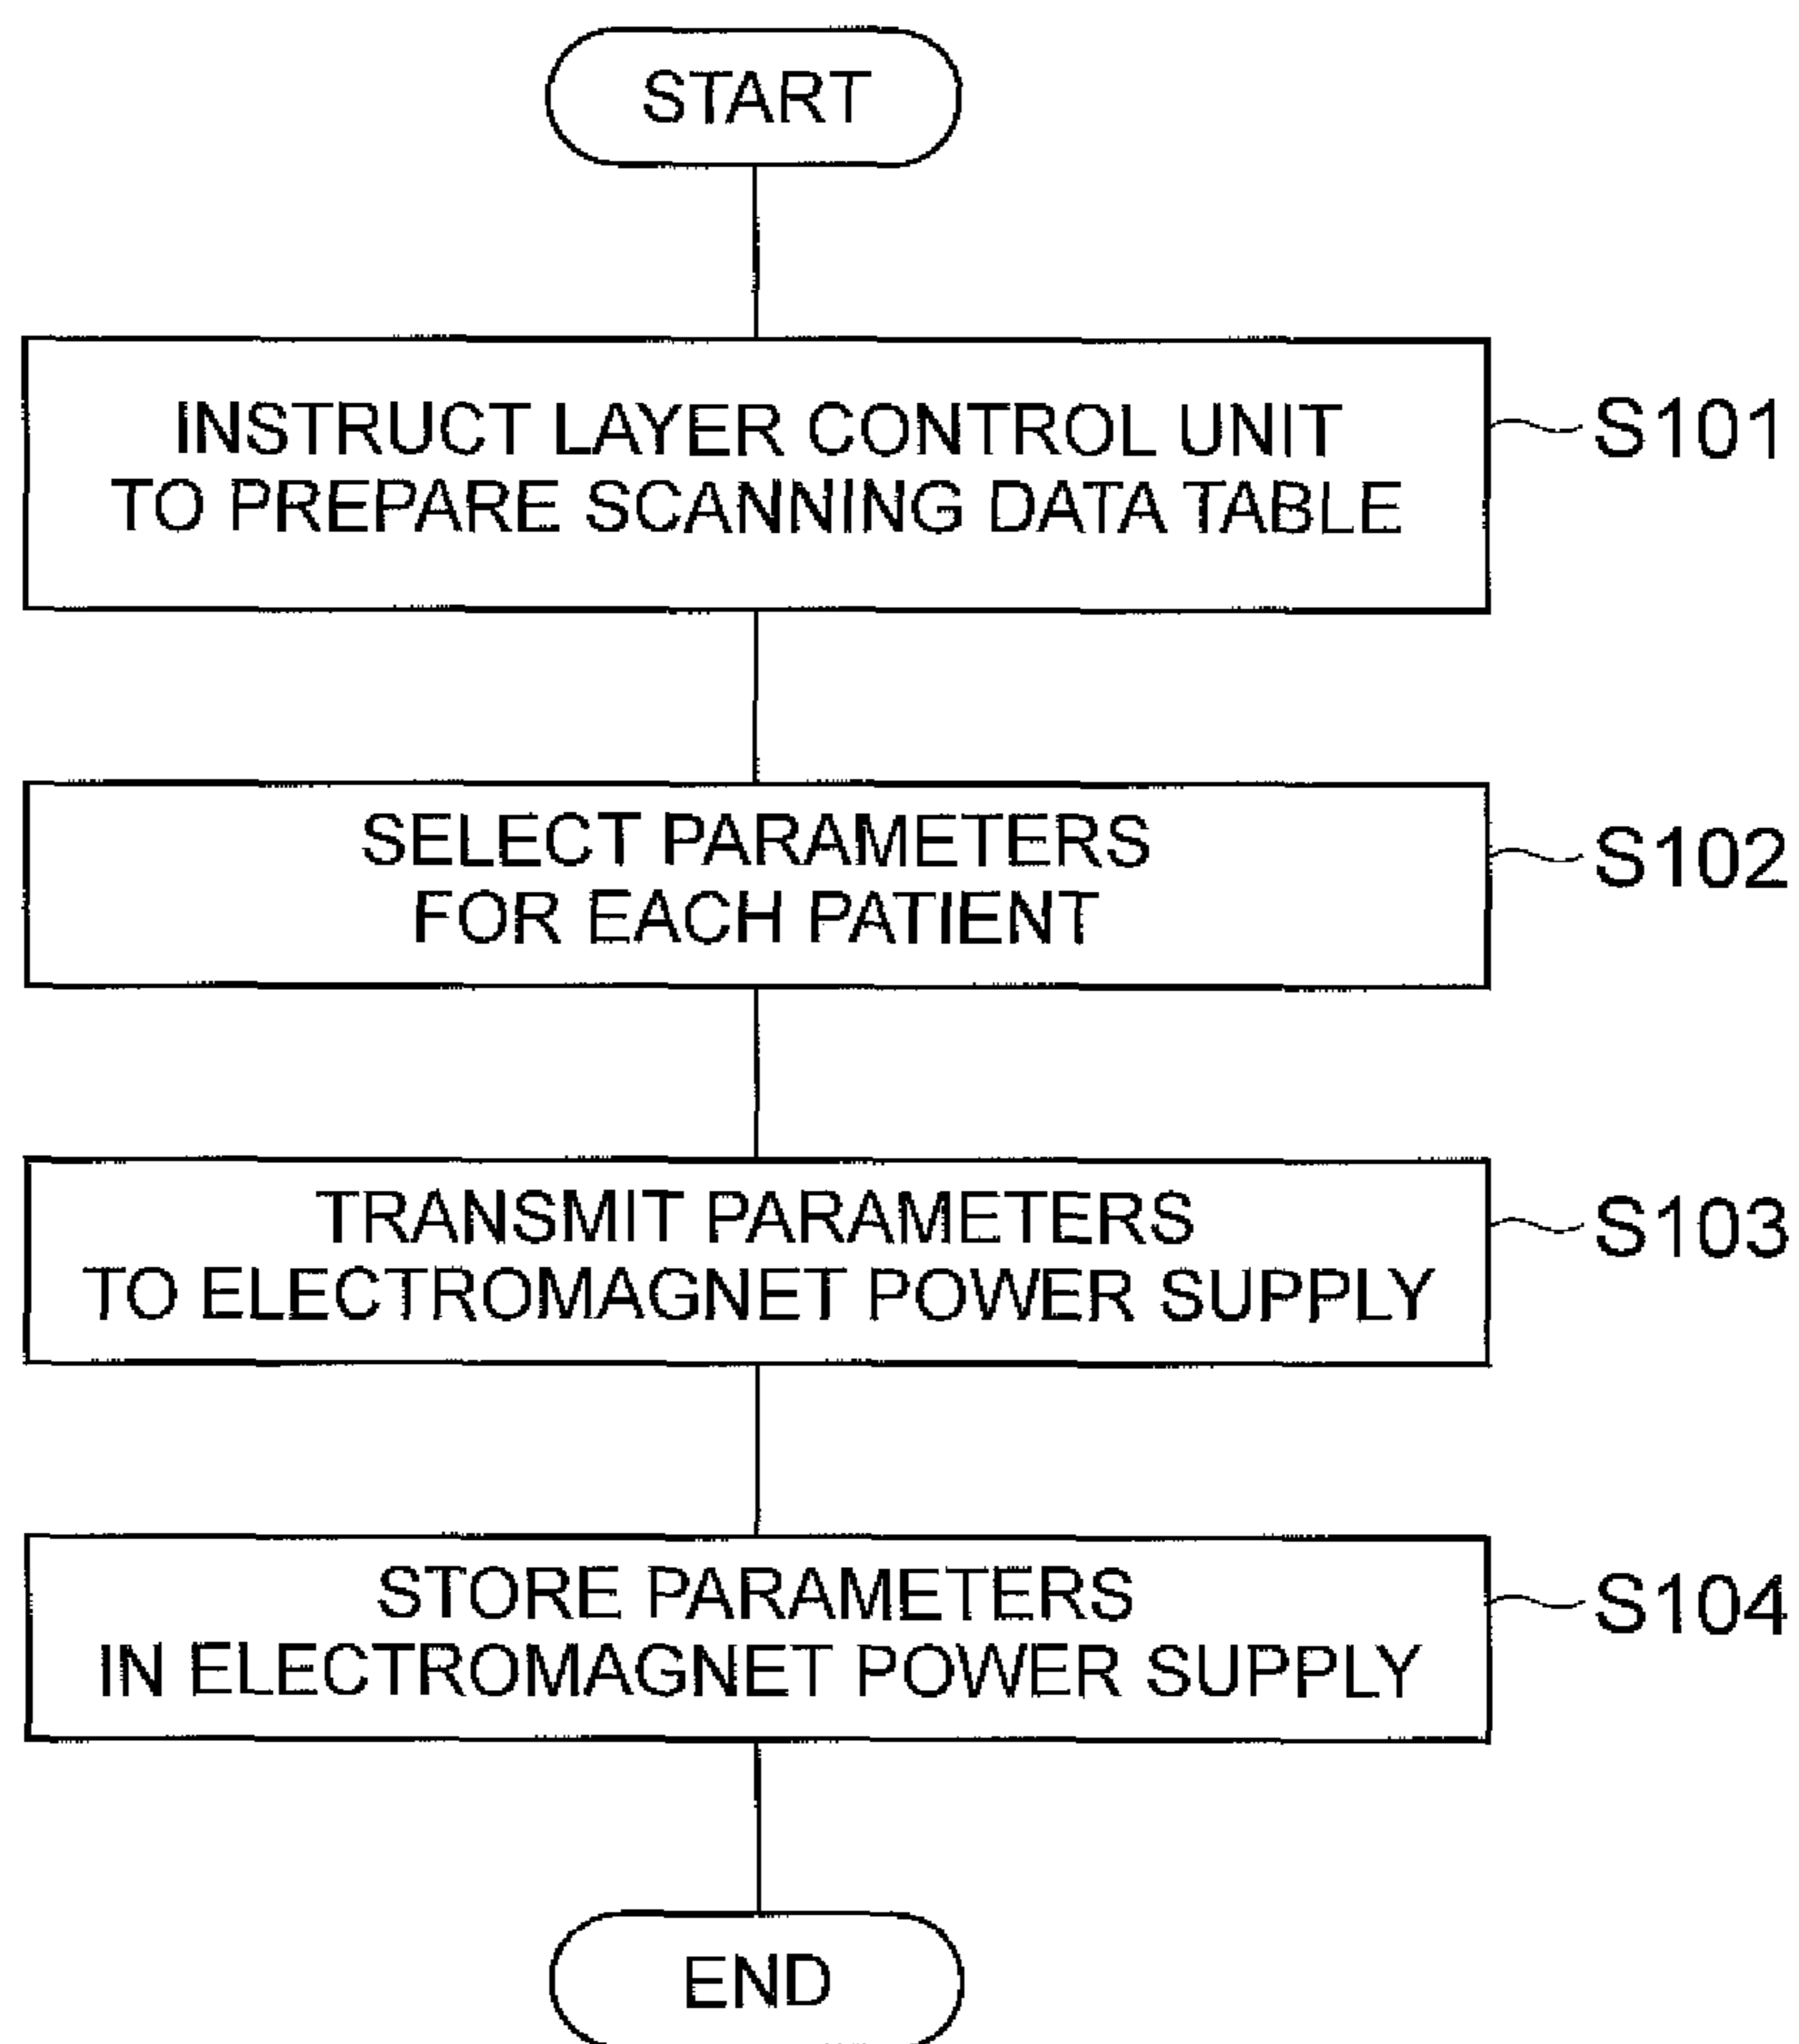 START
INSTRUCT LAYER CONTROL UNIT
TO PREPARE SCANNING DATA TABLE
S101
SELECT PARAMETERS
FOR EACH PATIENT
S102
TRANSMIT PARAMETERS
TO ELECTROMAGNET POWER SUPPLY
S103
STORE PARAMETERS
IN ELECTROMAGNET POWER SUPPLY
S104
END